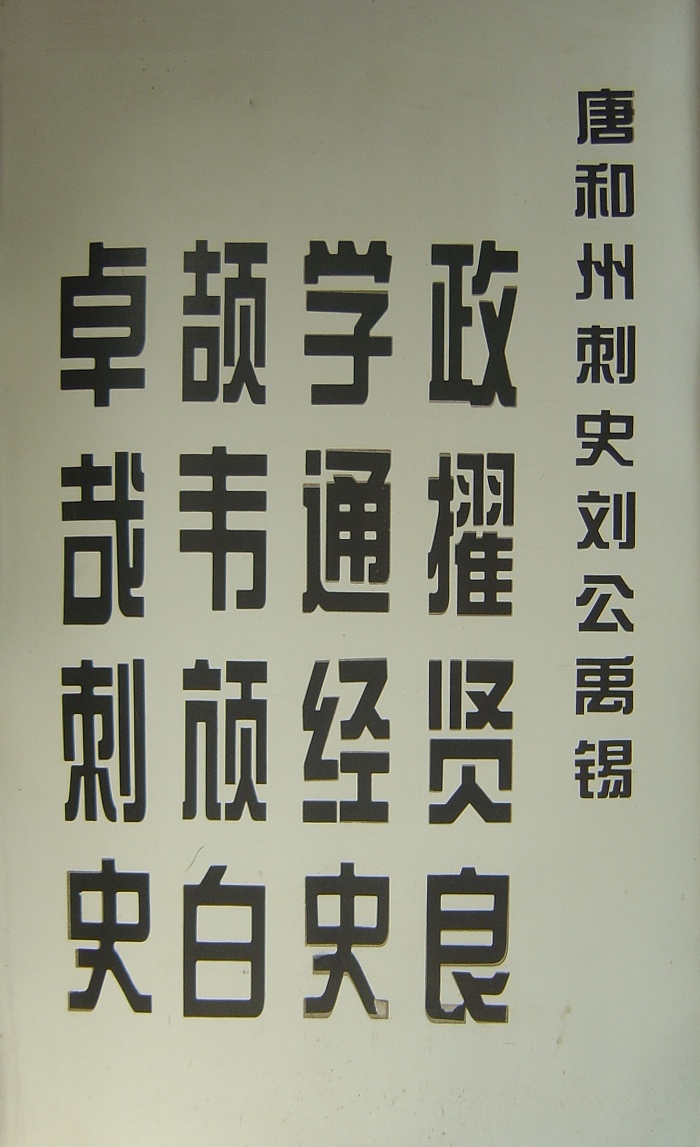 唐和州刺史刘公禹锡
政擢贤良
学通经史
颉韦颃白
卓哉刺史